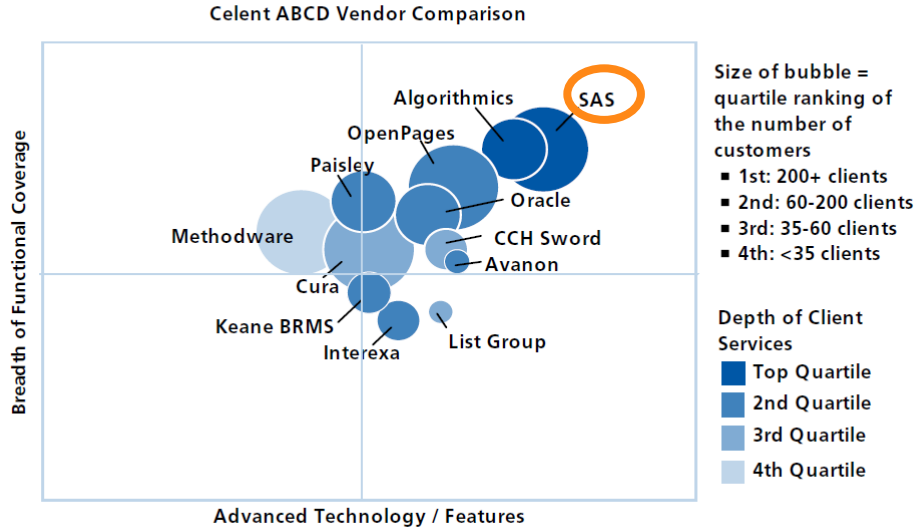 Celent ABCD Vendor Comparison
Breadth of Functional Coverage
Algorithmics
SAS
OpenPages
Paisley
Oracle
Methodware
CCH Sword
Avanon
Cura
Keane BRMS
Interexa
List Group
Advanced Technology / Features
Size of bubble =
quartile ranking of
the number of
customers
▪ 1st: 200+ clients
▪ 2nd: 60-200 clients
▪ 3rd: 35-60 clients
▪ 4th: <35 clients
Depth of Client
Services
Top Quartile
2nd Quartile
3rd Quartile
4th Quartile